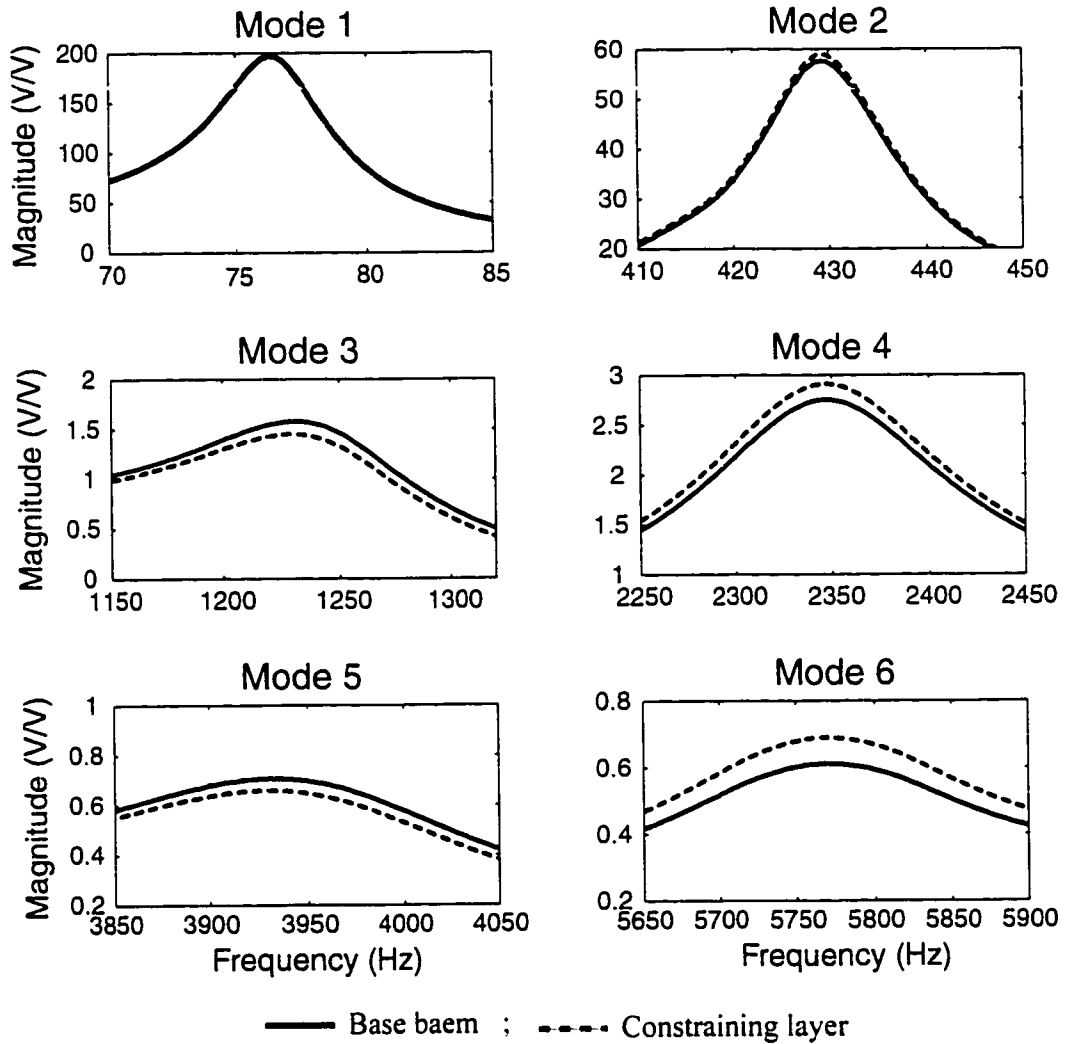 Mode 1
Magnitude (V/V)
200
150
100
50
0
70 75 80 85
Mode 2
60
50
40
30
20
410 420 430 440 450
Mode 3
Magnitude (V/V)
2
1.5
1
0.5
0
1150 1200 1250 1300
Mode 4
3
2.5
2
1.5
1
2250 2300 2350 2400 2450
Mode 5
Magnitude (V/V)
1
0.8
0.6
0.4
0.2
3850 3900 3950 4000 4050
Frequency (Hz)
Mode 6
0.8
0.6
0.4
0.2
5650 5700 5750 5800 5850 5900
Frequency (Hz)
Base baem ; Constraining layer